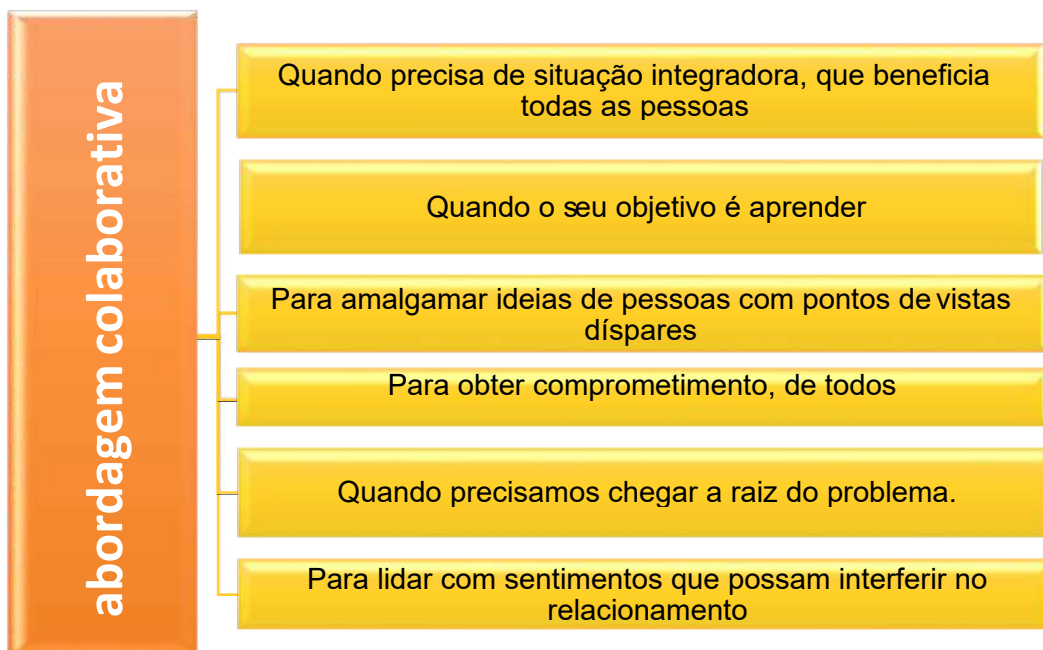 abordagem colaborativa
Quando precisa de situação integradora, que beneficia
todas as pessoas
Quando o seu objetivo é aprender
Para amalgamar ideias de pessoas com pontos de vistas
díspares
Para obter comprometimento, de todos
Quando precisamos chegar a raiz do problema.
Para lidar com sentimentos que possam interferir no
relacionamento